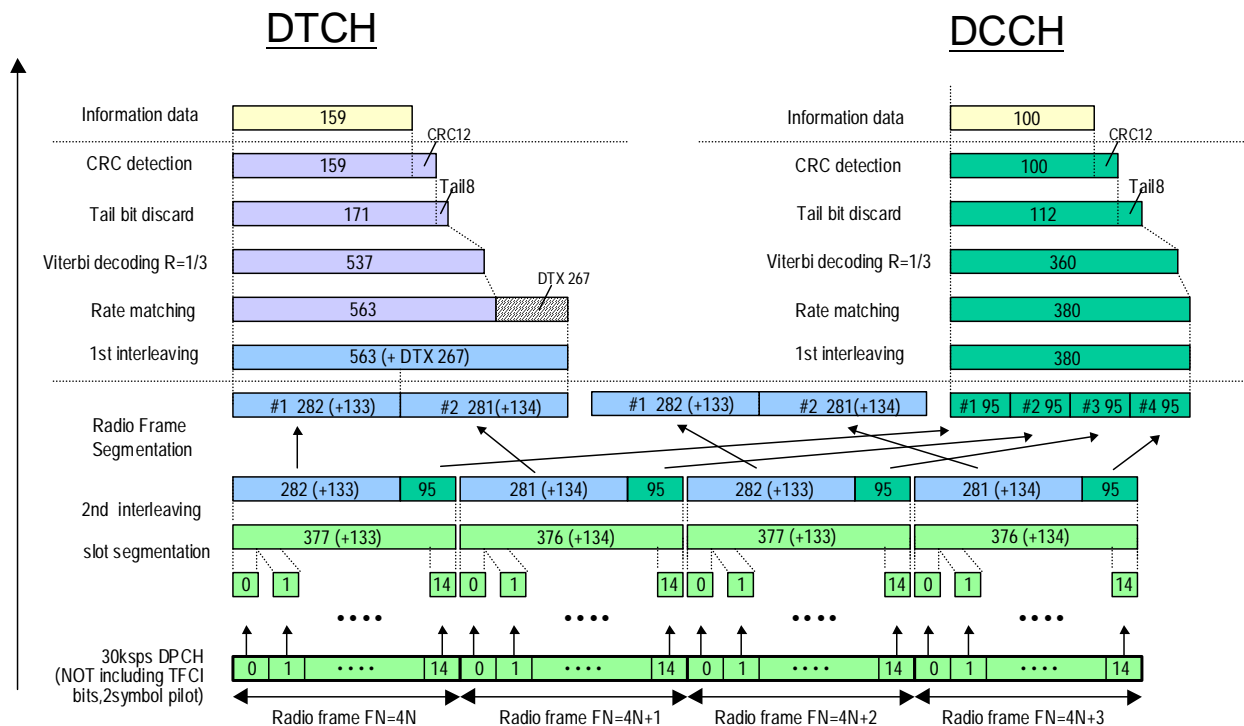 DTCH DCCH
Information data 159 Information data 100
CRC12 CRC12
CRC detection 159 CRC detection 100
Tail8 Tail8
Tail bit discard 171 Tail bit discard 112
Viterbi decoding R=1/3 537 Viterbi decoding R=1/3 360
DTX 267
Rate matching 563 Rate matching 380
1st interleaving 563 (+ DTX 267) 1st interleaving 380
#1 282 (+133) #2 281(+134) #1 282 (+133) #2 281(+134) #1 95 #2 95 #3 95 #4 95
Radio Frame
Segmentation
282 (+133) 95 281 (+134) 95 282 (+133) 95 281 (+134) 95
2nd interleaving
377 (+133) 376 (+134) 377 (+133) 376 (+134)
slot segmentation
0 1 14 0 1 14 0 1 14 0 1 14
•••• •••• •••• ••••
30ksps DPCH
(NOT including TFCI
bits,2symbol pilot)
0 1 •••• 14 0 1 •••• 14 0 1 •••• 14 0 1 •••• 14
Radio frame FN=4N Radio frame FN=4N+1 Radio frame FN=4N+2 Radio frame FN=4N+3